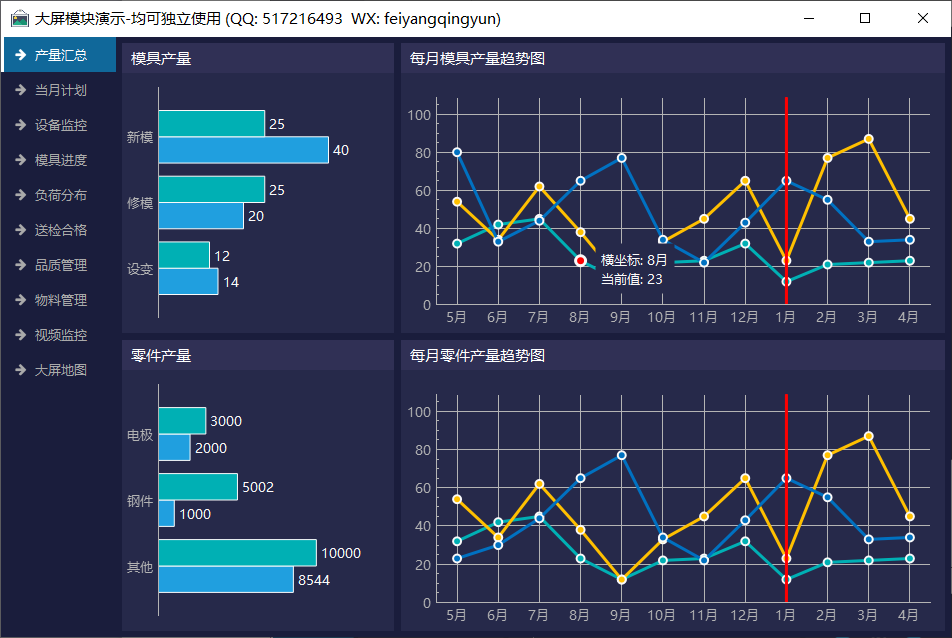 大屏模块演示-均可独立使用 (QQ: 517216493  WX: feiyangqingyun)
产量汇总
当月计划
设备监控
模具进度
负荷分布
送检合格
品质管理
物料管理
视频监控
大屏地图
模具产量
新模
25
40
修模
25
20
设变
12
14
每月模具产量趋势图
100
80
60
40
20
0
横坐标: 8月
当前值: 23
5月 6月 7月 8月 9月 10月 11月 12月 1月 2月 3月 4月
零件产量
电极
3000
2000
钢件
5002
1000
其他
10000
8544
每月零件产量趋势图
100
80
60
40
20
0
5月 6月 7月 8月 9月 10月 11月 12月 1月 2月 3月 4月